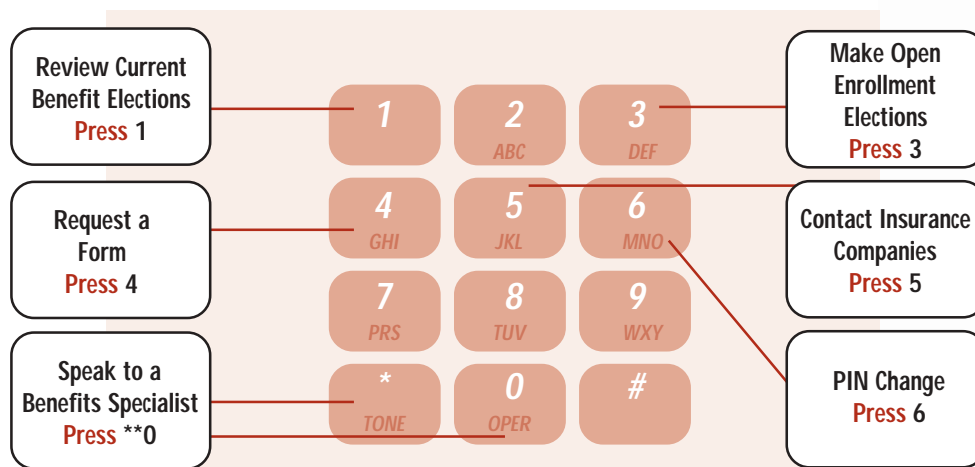 Review Current
Benefit Elections
Press 1
Request a
Form
Press 4
Speak to a
Benefits Specialist
Press **0
1
2
ABC
3
DEF
4
GHI
5
JKL
6
MNO
7
PRS
8
TUV
9
WXY
*
TONE
0
OPER
#
Make Open
Enrollment
Elections
Press 3
Contact Insurance
Companies
Press 5
PIN Change
Press 6